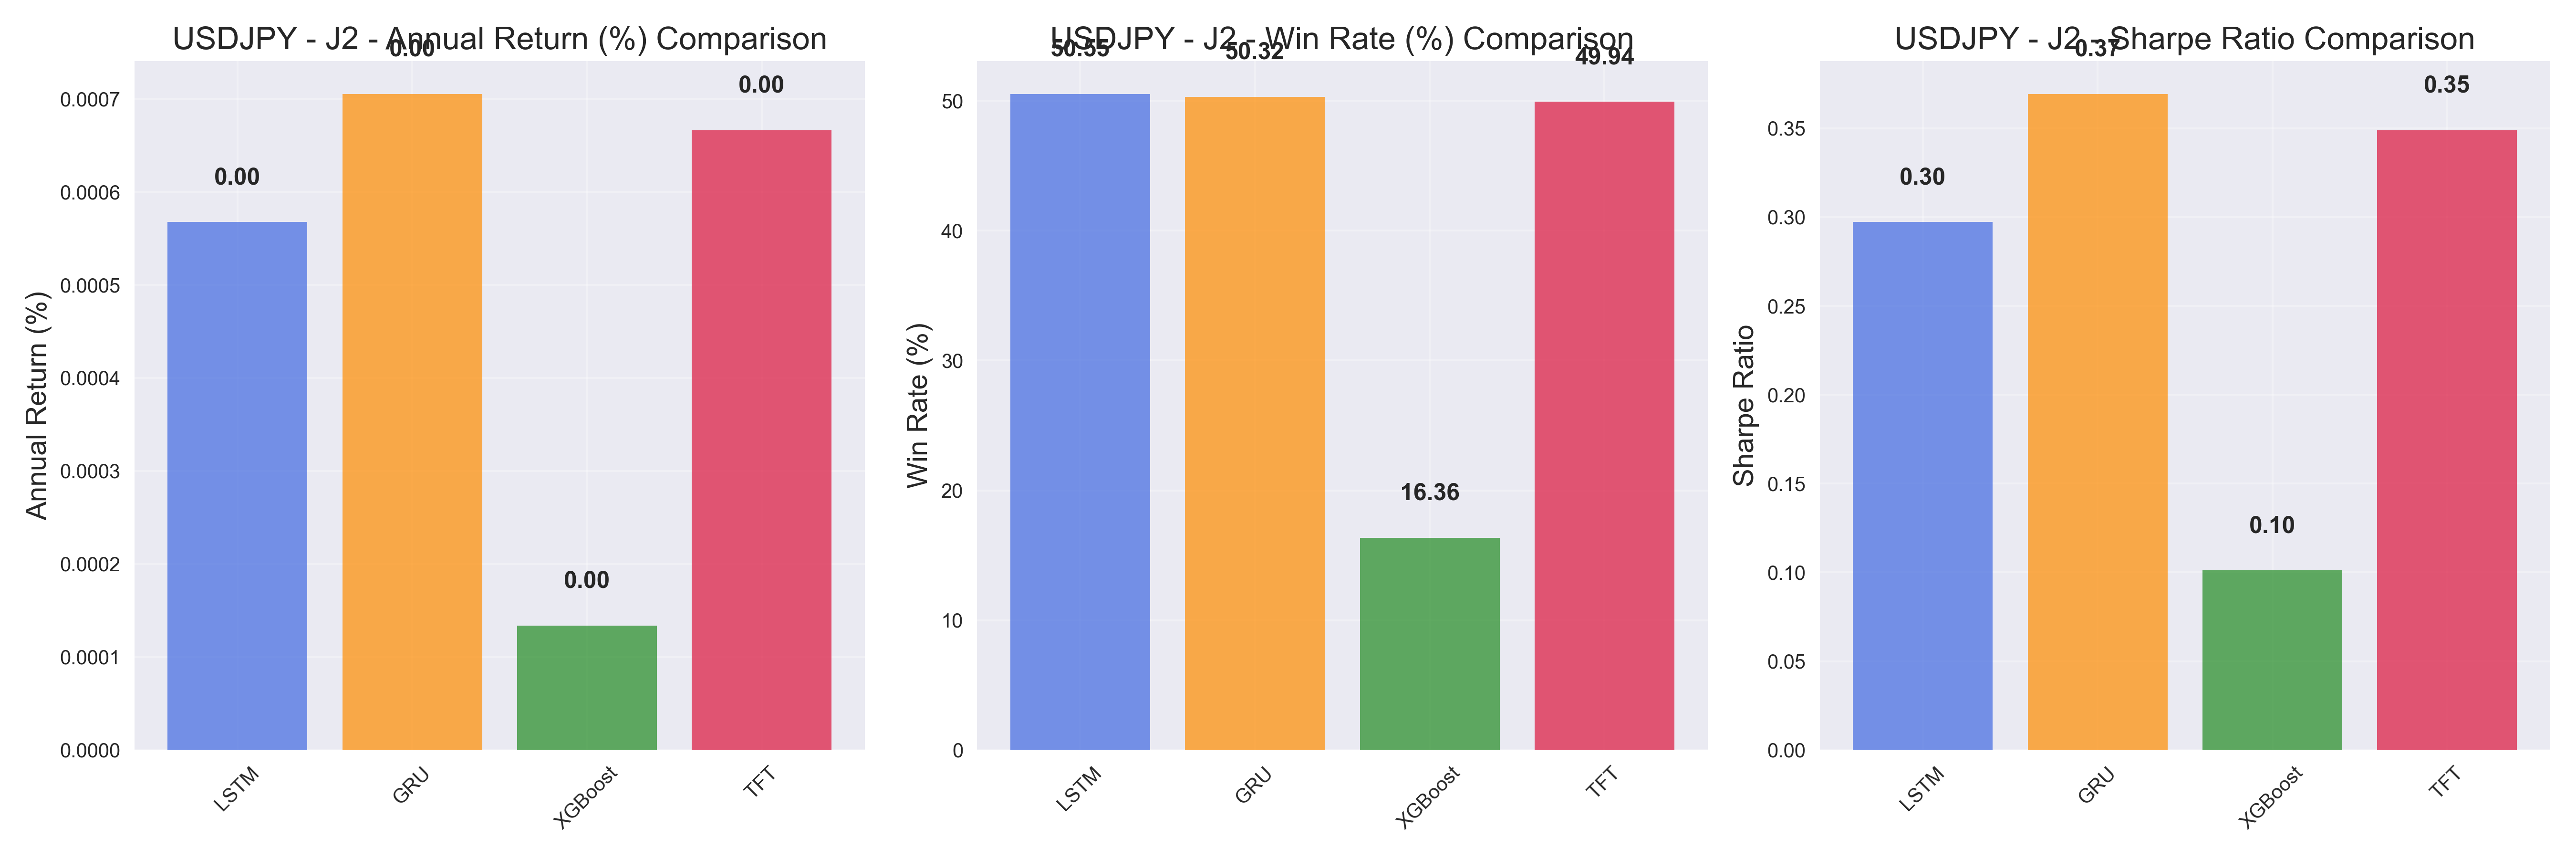 USDJPY - J2 - Annual Return (%) Comparison
0.00
0.00
0.00
0.00
Annual Return (%)
0.0007
0.0006
0.0005
0.0004
0.0003
0.0002
0.0001
0.0000
LSTM
GRU
XGBoost
TFT
USDJPY - J2 - Win Rate (%) Comparison
50.55
50.32
16.36
49.94
Win Rate (%)
50
40
30
20
10
0
LSTM
GRU
XGBoost
TFT
USDJPY - J2 - Sharpe Ratio Comparison
0.30
0.37
0.10
0.35
Sharpe Ratio
0.35
0.30
0.25
0.20
0.15
0.10
0.05
0.00
LSTM
GRU
XGBoost
TFT